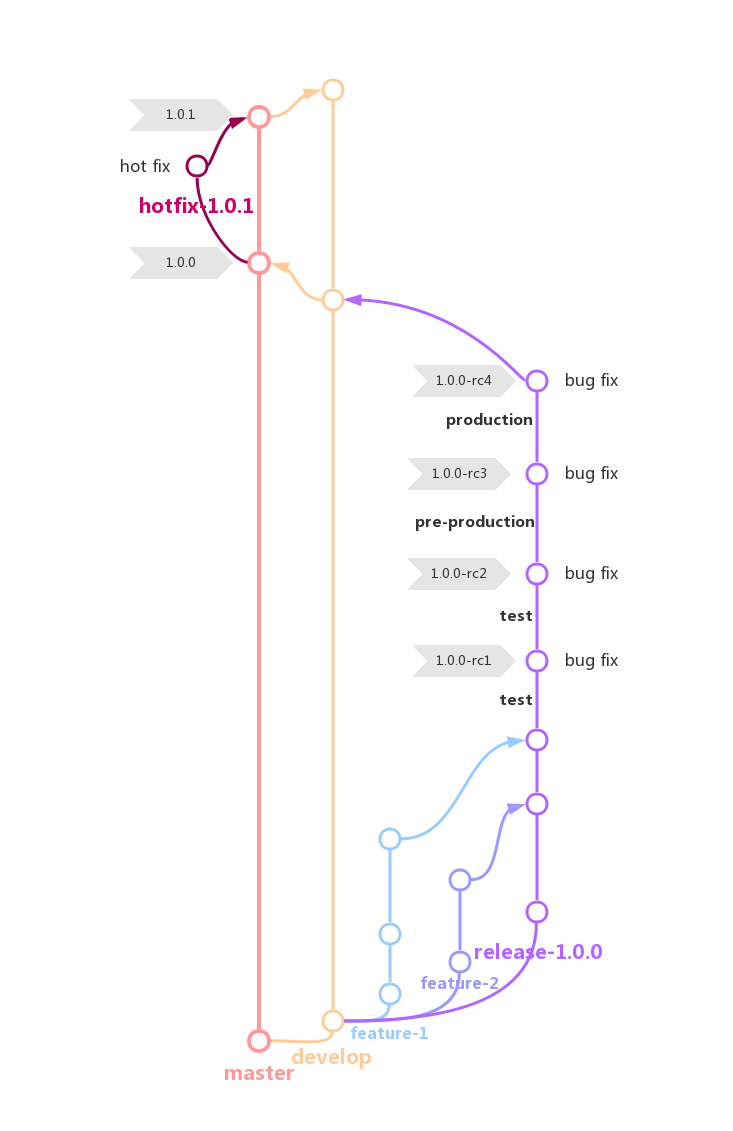 1.0.1
hot fix
hotfix-1.0.1
1.0.0
1.0.0-rc4
bug fix
production
1.0.0-rc3
bug fix
pre-production
1.0.0-rc2
bug fix
test
1.0.0-rc1
bug fix
test
release-1.0.0
feature-2
feature-1
develop
master